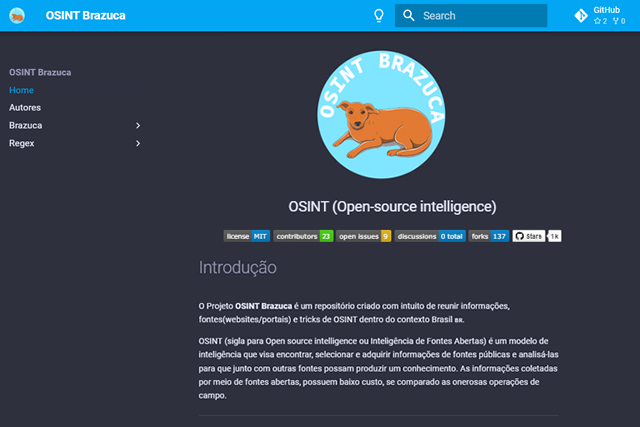 OSINT Brazuca
Search
GitHub
2 0
OSINT Brazuca
Home
Autores
Brazuca
Regex
OSINT BRAZUCA
OSINT (Open-source intelligence)
license MIT contributors 23 open issues 9 discussions 0 total forks 137 Stars 1k
Introdução
O Projeto OSINT Brazuca é um repositório criado com intuito de reunir informações,
fontes(websites/portais) e tricks de OSINT dentro do contexto Brasil BR.
OSINT (sigla para Open source intelligence ou Inteligência de Fontes Abertas) é um modelo de
inteligência que visa encontrar, selecionar e adquirir informações de fontes públicas e analisá-las
para que junto com outras fontes possam produzir um conhecimento. As informações coletadas
por meio de fontes abertas, possuem baixo custo, se comparado as onerosas operações de
campo.